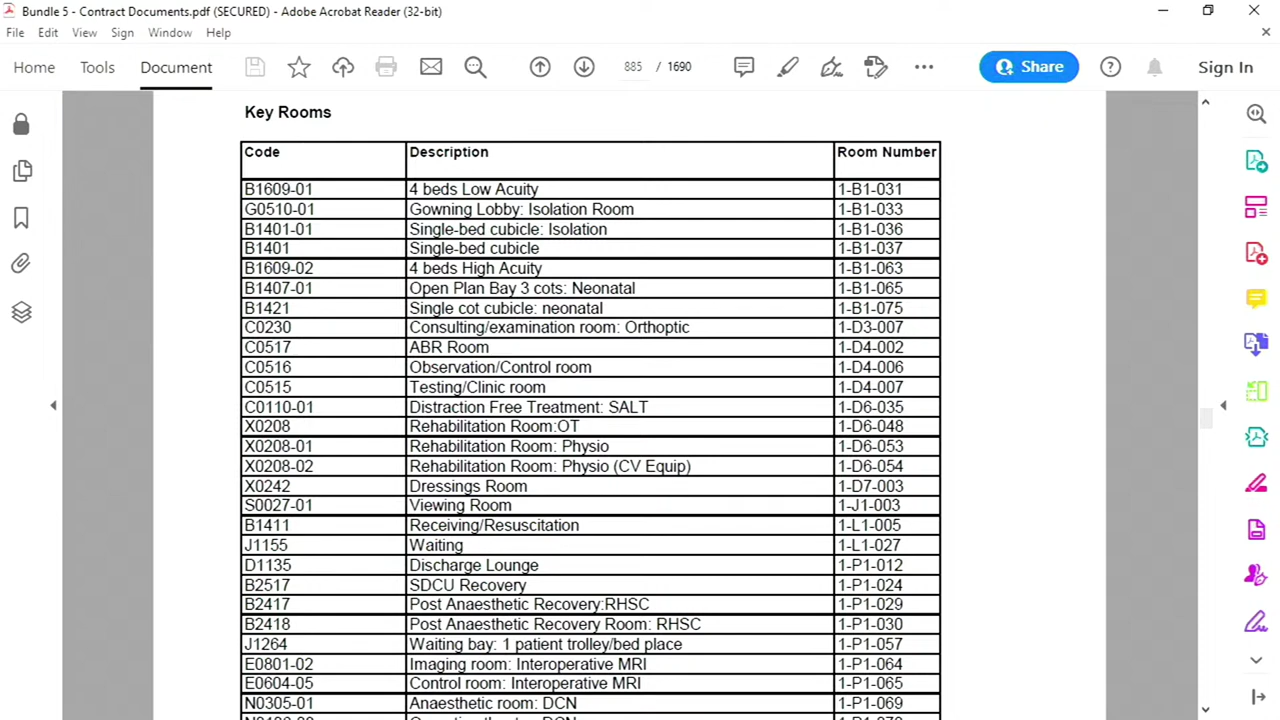 Bundle 5 - Contract Documents.pdf (SECURED) - Adobe Acrobat Reader (32-bit)
File Edit View Sign Window Help
Home Tools Document 885 / 1690 Share Sign In
Key Rooms
Code Description Room Number
B1609-01 4 beds Low Acuity 1-B1-031
G0510-01 Gowning Lobby: Isolation Room 1-B1-033
B1401-01 Single-bed cubicle: Isolation 1-B1-036
B1401 Single-bed cubicle 1-B1-037
B1609-02 4 beds High Acuity 1-B1-063
B1407-01 Open Plan Bay 3 cots: Neonatal 1-B1-065
B1421 Single cot cubicle: neonatal 1-B1-075
C0230 Consulting/examination room: Orthoptic 1-D3-007
C0517 ABR Room 1-D4-002
C0516 Observation/Control room 1-D4-006
C0515 Testing/Clinic room 1-D4-007
C0110-01 Distraction Free Treatment: SALT 1-D6-035
X0208 Rehabilitation Room:OT 1-D6-048
X0208-01 Rehabilitation Room: Physio 1-D6-053
X0208-02 Rehabilitation Room: Physio (CV Equip) 1-D6-054
X0242 Dressings Room 1-D7-003
S0027-01 Viewing Room 1-J1-003
B1411 Receiving/Resuscitation 1-L1-005
J1155 Waiting 1-L1-027
D1135 Discharge Lounge 1-P1-012
B2517 SDCU Recovery 1-P1-024
B2417 Post Anaesthetic Recovery:RHSC 1-P1-029
B2418 Post Anaesthetic Recovery Room: RHSC 1-P1-030
J1264 Waiting bay: 1 patient trolley/bed place 1-P1-057
E0801-02 Imaging room: Interoperative MRI 1-P1-064
E0604-05 Control room: Interoperative MRI 1-P1-065
N0305-01 Anaesthetic room: DCN 1-P1-069